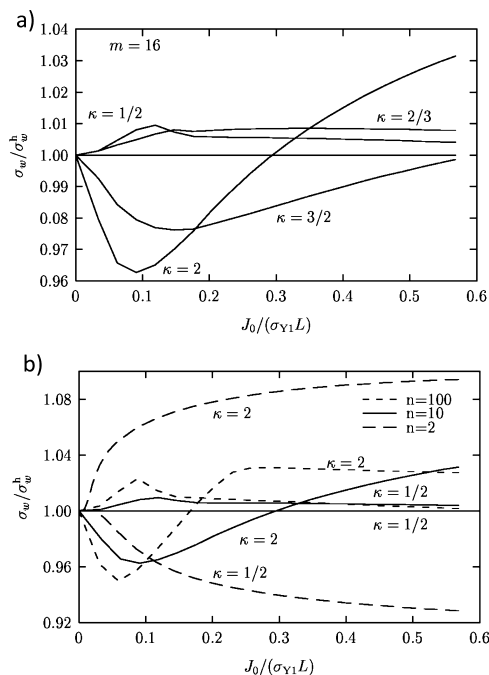 a)
1.04
m = 16
1.03
1.02
κ = 1/2
κ = 2/3
1.01
1.00
0.98
κ = 3/2
0.97
κ = 2
0.96
0 0.1 0.2 0.3 0.4 0.5 0.6
σw/σwʰ
J₀/(σY1L)
b)
1.08
κ = 2
n=100
n=10
n=2
1.04
κ = 2
κ = 1/2
1.00
κ = 1/2
κ = 2
0.96
κ = 1/2
0.92
0 0.1 0.2 0.3 0.4 0.5 0.6
σw/σwʰ
J₀/(σY1L)